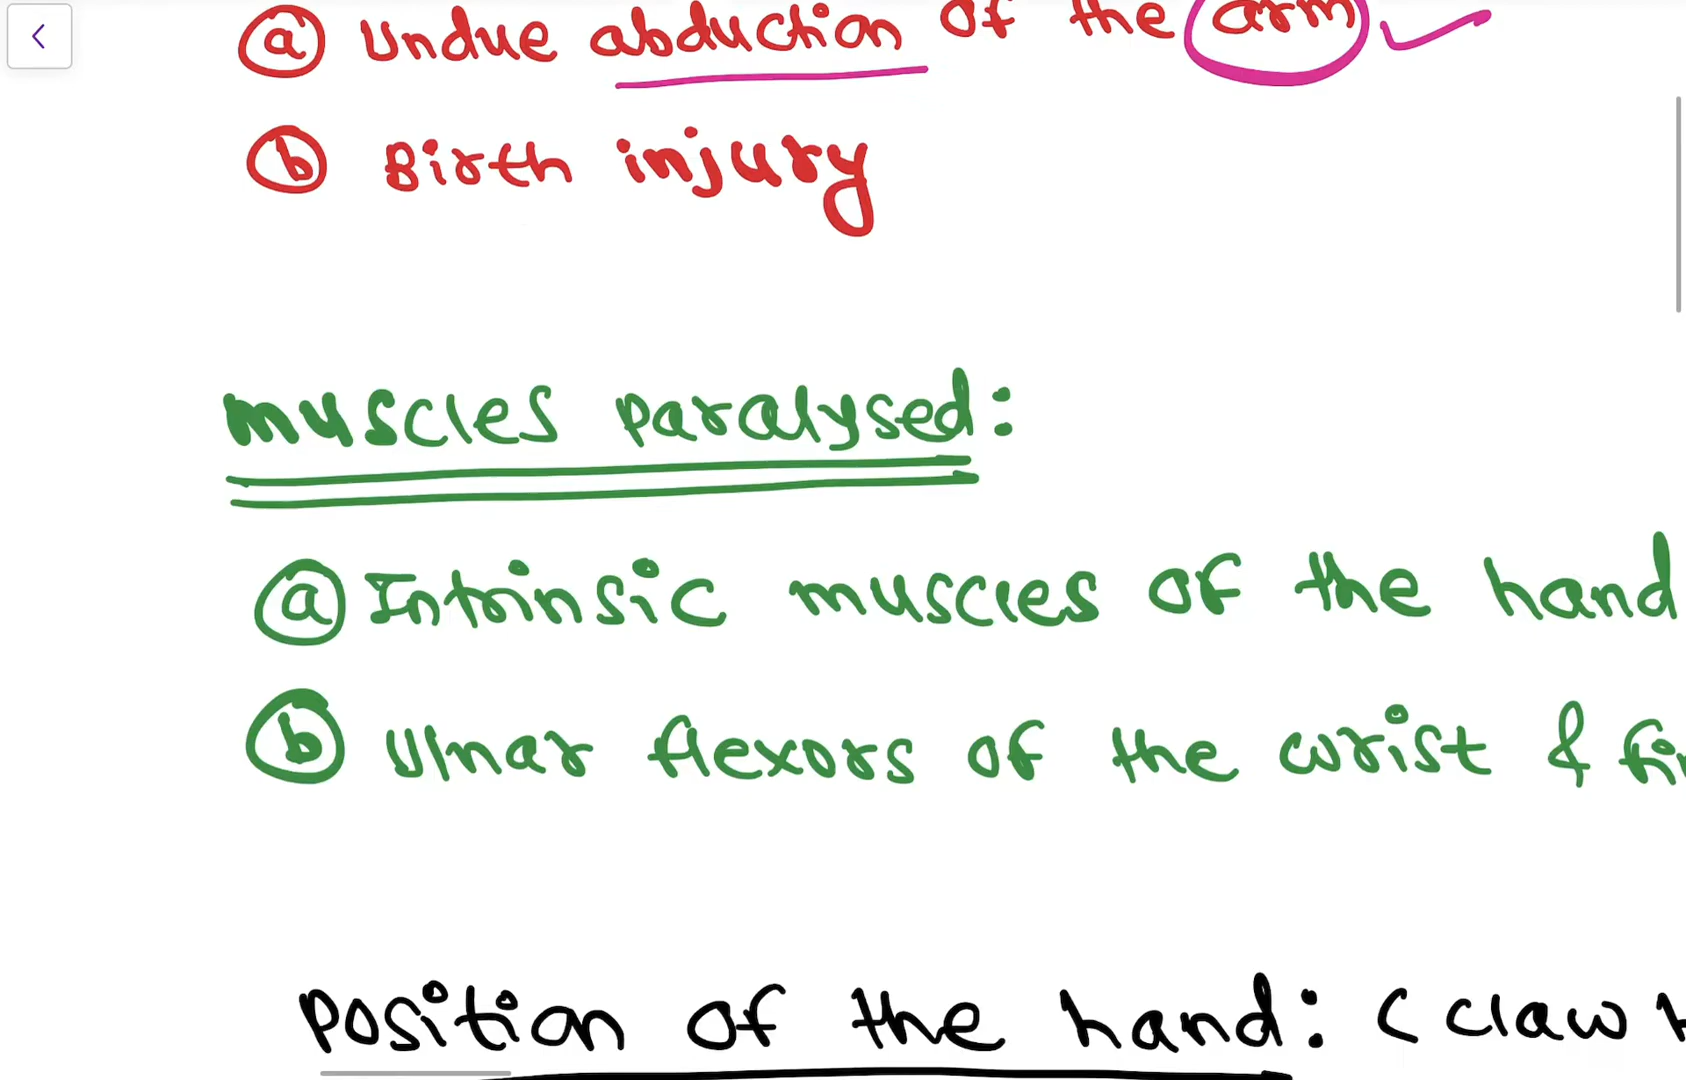 a Undue abduction of the arm
b Birth injury
muscles paralysed:
a Intrinsic muscles of the hand
b Ulnar flexors of the wrist &
Position of the hand: (claw